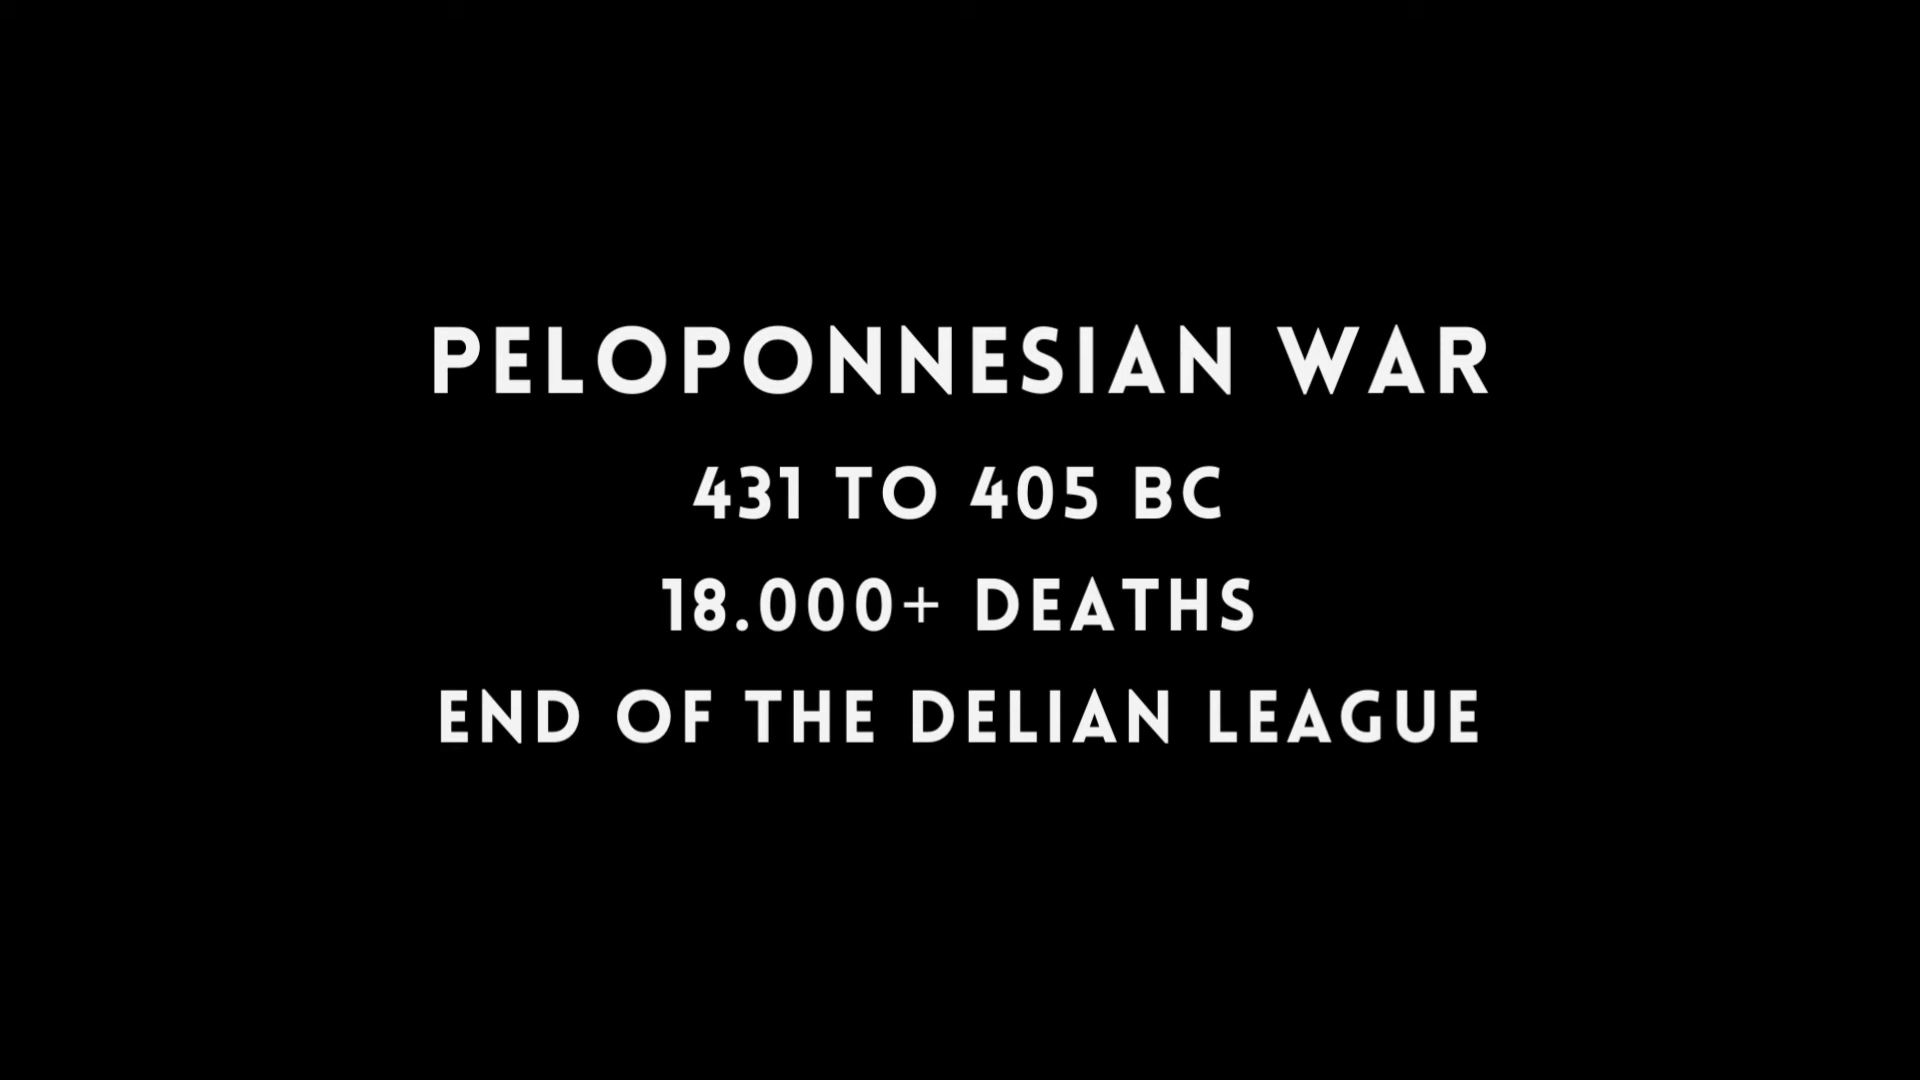 PELOPONNESIAN WAR
431 TO 405 BC
18.000+ DEATHS
END OF THE DELIAN LEAGUE